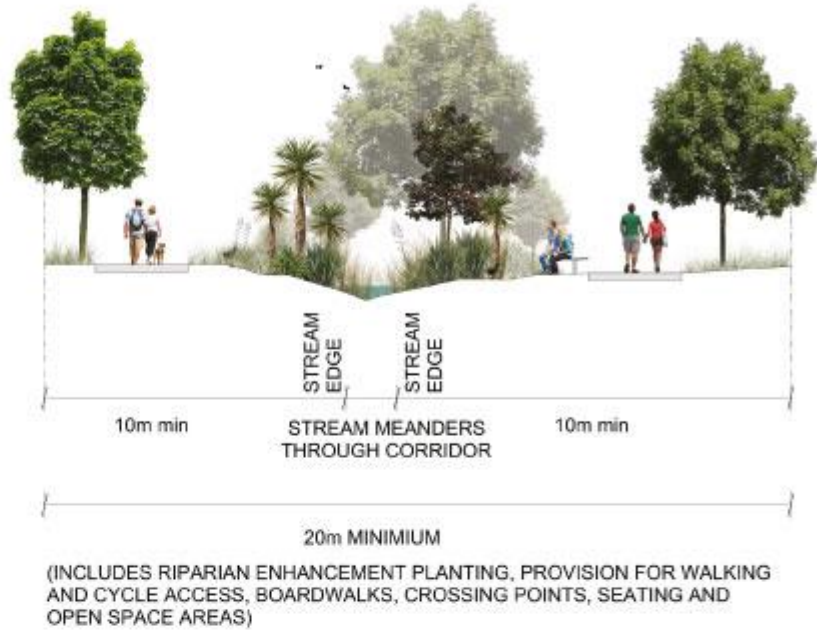 STREAM
EDGE
STREAM
EDGE
10m min
STREAM MEANDERS
THROUGH CORRIDOR
10m min
20m MINIMIUM
(INCLUDES RIPARIAN ENHANCEMENT PLANTING, PROVISION FOR WALKING
AND CYCLE ACCESS, BOARDWALKS, CROSSING POINTS, SEATING AND
OPEN SPACE AREAS)